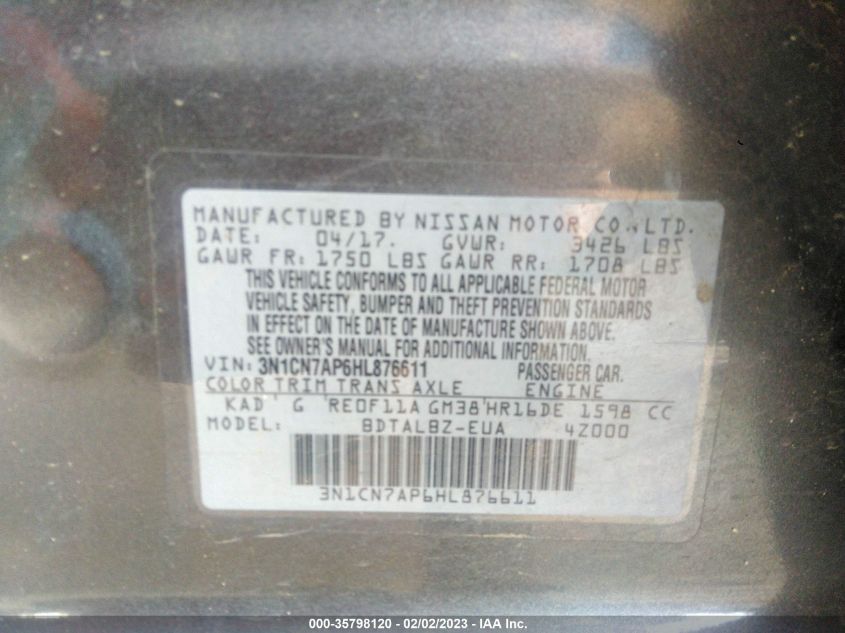 MANUFACTURED BY NISSAN MOTOR CO., LTD.
DATE: 04/17. GVWR: 3426 LBS
GAWR FR: 1750 LBS GAWR RR: 1708 LBS
THIS VEHICLE CONFORMS TO ALL APPLICABLE FEDERAL MOTOR
VEHICLE SAFETY, BUMPER AND THEFT PREVENTION STANDARDS
IN EFFECT ON THE DATE OF MANUFACTURE SHOWN ABOVE.
SEE OWNER'S MANUAL FOR ADDITIONAL INFORMATION.
VIN: 3N1CN7AP6HL876611 PASSENGER CAR.
COLOR TRIM TRANS AXLE ENGINE
KAD G RE0F11A GM38 HR16DE 1598 CC
MODEL: BDTALBZ-EUA 4Z000
3N1CN7AP6HL876611
000-35798120 - 02/02/2023 - IAA Inc.